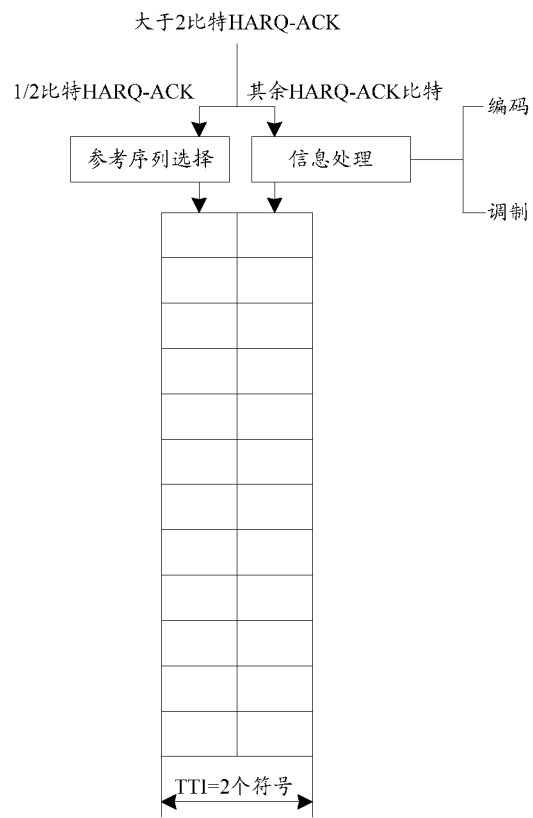 大于2比特HARQ-ACK
1/2比特HARQ-ACK
其余HARQ-ACK比特
参考序列选择
信息处理
编码
调制
TTI=2个符号